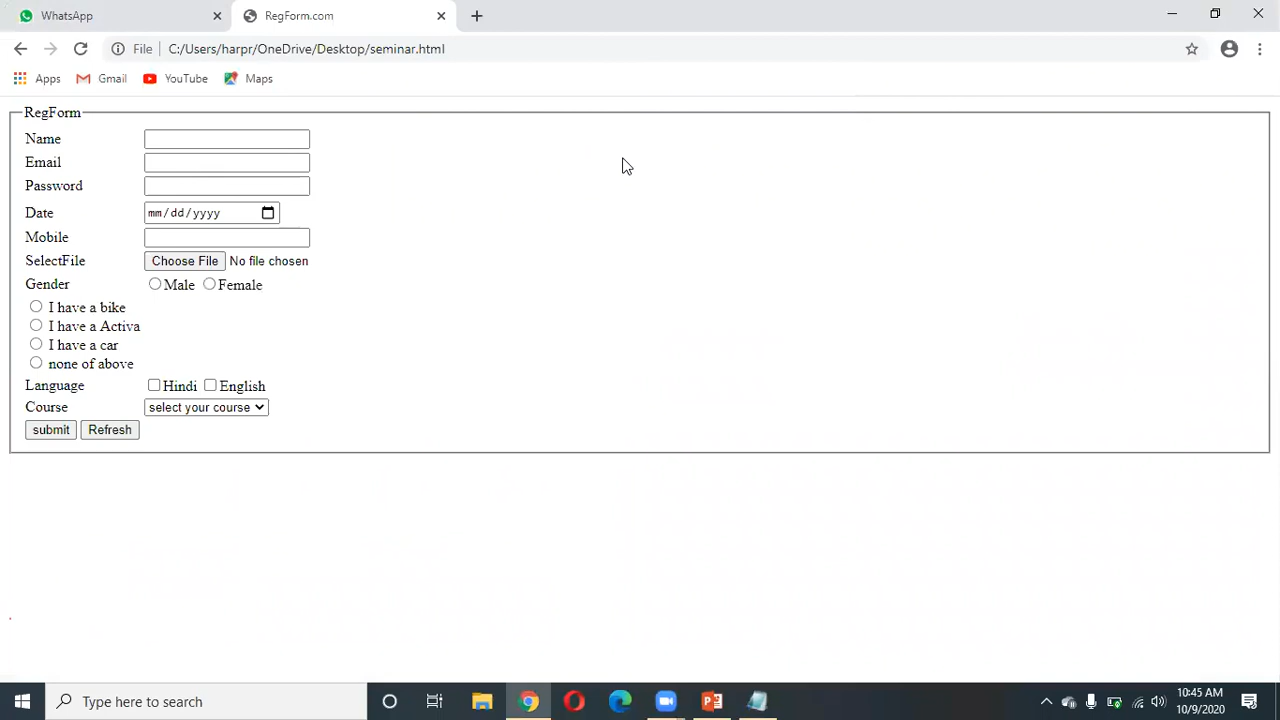 WhatsApp
RegForm.com
File C:/Users/harpr/OneDrive/Desktop/seminar.html
Apps Gmail YouTube Maps
RegForm
Name
Email
Password
Date mm/dd/yyyy
Mobile
SelectFile Choose File No file chosen
Gender Male Female
I have a bike
I have a Activa
I have a car
none of above
Language Hindi English
Course select your course
submit Refresh
Type here to search
10:45 AM
10/9/2020